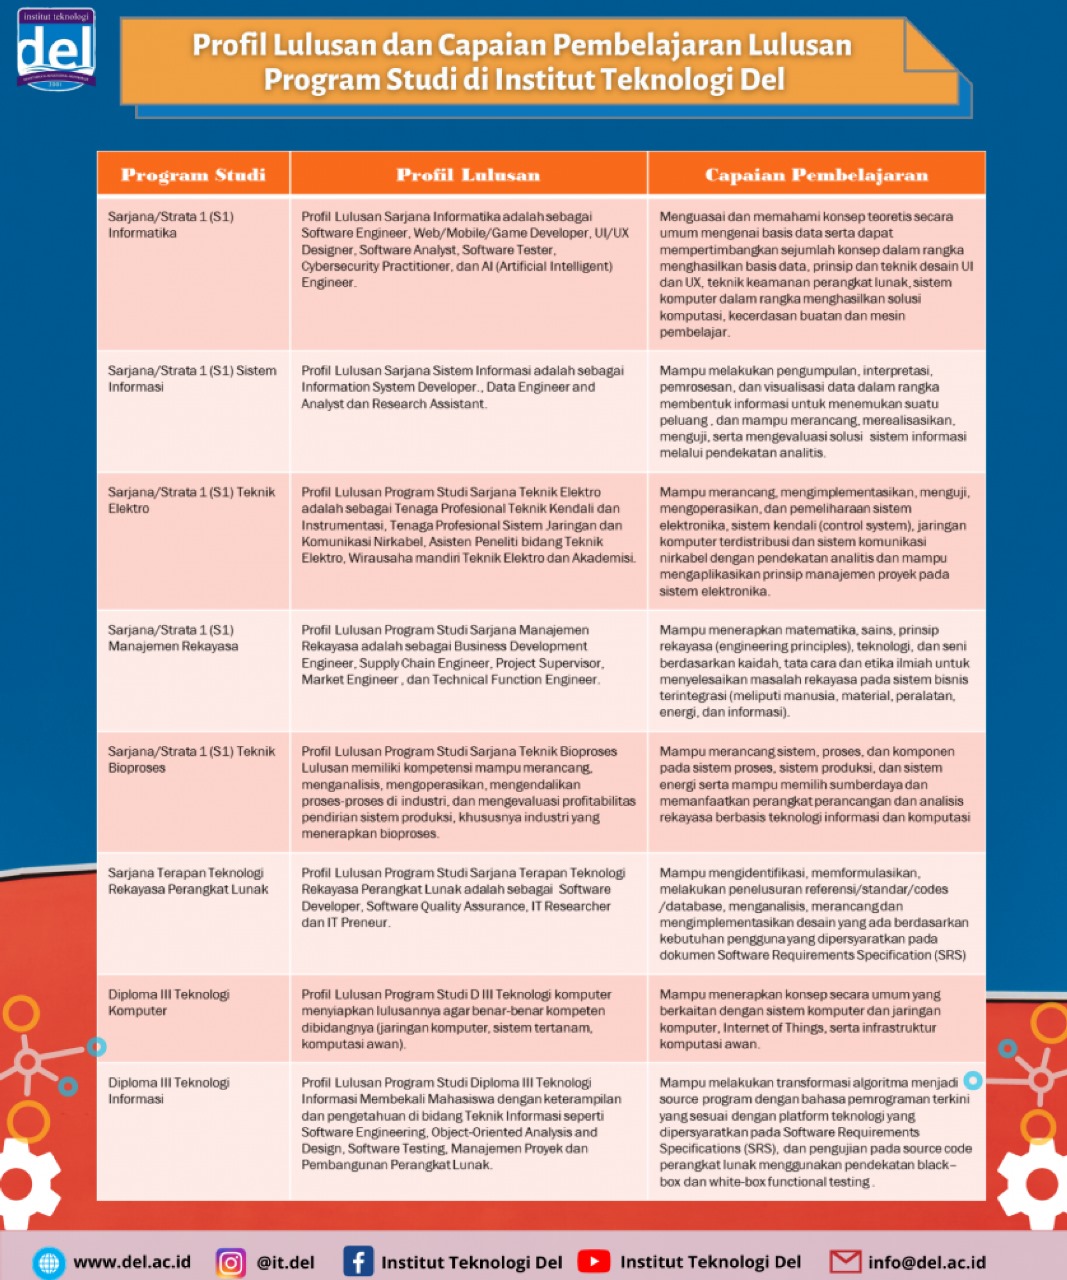 institut teknologi
del
Profil Lulusan dan Capaian Pembelajaran Lulusan
Program Studi di Institut Teknologi Del
Program Studi
Profil Lulusan
Capaian Pembelajaran
Sarjana/Strata 1 (S1)
Informatika
Profil Lulusan Sarjana Informatika adalah sebagai
Software Engineer, Web/Mobile/Game Developer, UI/UX
Designer, Software Analyst, Software Tester,
Cybersecurity Practitioner, dan AI (Artificial Intelligent)
Engineer.
Menguasai dan memahami konsep teoretis secara
umum mengenai basis data serta dapat
mempertimbangkan sejumlah konsep dalam rangka
menghasilkan basis data, prinsip dan teknik desain UI
dan UX, teknik keamanan perangkat lunak, sistem
komputer dalam rangka menghasilkan solusi
komputasi, kecerdasan buatan dan mesin
pembelajar.
Sarjana/Strata 1 (S1) Sistem
Informasi
Profil Lulusan Sarjana Sistem Informasi adalah sebagai
Information System Developer., Data Engineer and
Analyst dan Research Assistant.
Mampu melakukan pengumpulan, interpretasi,
pemrosesan, dan visualisasi data dalam rangka
membentuk informasi untuk menemukan suatu
peluang , dan mampu merancang, merealisasikan,
menguji, serta mengevaluasi solusi sistem informasi
melalui pendekatan analitis.
Sarjana/Strata 1 (S1) Teknik
Elektro
Profil Lulusan Program Studi Sarjana Teknik Elektro
adalah sebagai Tenaga Profesional Teknik Kendali dan
Instrumentasi, Tenaga Profesional Sistem Jaringan dan
Komunikasi Nirkabel, Asisten Peneliti bidang Teknik
Elektro, Wirausaha mandiri Teknik Elektro dan Akademisi.
Mampu merancang, mengimplementasikan, menguji,
mengoperasikan, dan pemeliharaan sistem
elektronika, sistem kendali (control system), jaringan
komputer terdistribusi dan sistem komunikasi
nirkabel dengan pendekatan analitis dan mampu
mengaplikasikan prinsip manajemen proyek pada
sistem elektronika.
Sarjana/Strata 1 (S1)
Manajemen Rekayasa
Profil Lulusan Program Studi Sarjana Manajemen
Rekayasa adalah sebagai Business Development
Engineer, Supply Chain Engineer, Project Supervisor,
Market Engineer , dan Technical Function Engineer.
Mampu menerapkan matematika, sains, prinsip
rekayasa (engineering principles), teknologi, dan seni
berdasarkan kaidah, tata cara dan etika ilmiah untuk
menyelesaikan masalah rekayasa pada sistem bisnis
terintegrasi (meliputi manusia, material, peralatan,
energi, dan informasi).
Sarjana/Strata 1 (S1) Teknik
Bioproses
Profil Lulusan Program Studi Sarjana Teknik Bioproses
Lulusan memiliki kompetensi mampu merancang,
menganalisis, mengoperasikan, mengendalikan
proses-proses di industri, dan mengevaluasi profitabilitas
pendirian sistem produksi, khususnya industri yang
menerapkan bioproses.
Mampu merancang sistem, proses, dan komponen
pada sistem proses, sistem produksi, dan sistem
energi serta mampu memilih sumberdaya dan
memanfaatkan perangkat perancangan dan analisis
rekayasa berbasis teknologi informasi dan komputasi
Sarjana Terapan Teknologi
Rekayasa Perangkat Lunak
Profil Lulusan Program Studi Sarjana Terapan Teknologi
Rekayasa Perangkat Lunak adalah sebagai Software
Developer, Software Quality Assurance, IT Researcher
dan IT Preneur.
Mampu mengidentifikasi, memformulasikan,
melakukan penelusuran referensi/standar/codes
/database, menganalisis, merancang dan
mengimplementasikan desain yang ada berdasarkan
kebutuhan pengguna yang dipersyaratkan pada
dokumen Software Requirements Specification (SRS)
Diploma III Teknologi
Komputer
Profil Lulusan Program Studi D III Teknologi komputer
menyiapkan lulusannya agar benar-benar kompeten
dibidangnya (jaringan komputer, sistem tertanam,
komputasi awan).
Mampu menerapkan konsep secara umum yang
berkaitan dengan sistem komputer dan jaringan
komputer, Internet of Things, serta infrastruktur
komputasi awan.
Diploma III Teknologi
Informasi
Profil Lulusan Program Studi Diploma III Teknologi
Informasi Membekali Mahasiswa dengan keterampilan
dan pengetahuan di bidang Teknik Informasi seperti
Software Engineering, Object-Oriented Analysis and
Design, Software Testing, Manajemen Proyek dan
Pembangunan Perangkat Lunak.
Mampu melakukan transformasi algoritma menjadi
source program dengan bahasa pemrograman terkini
yang sesuai dengan platform teknologi yang
dipersyaratkan pada Software Requirements
Specifications (SRS), dan pengujian pada source code
perangkat lunak menggunakan pendekatan black–
box dan white-box functional testing .
www.del.ac.id
@it.del
Institut Teknologi Del
Institut Teknologi Del
info@del.ac.id